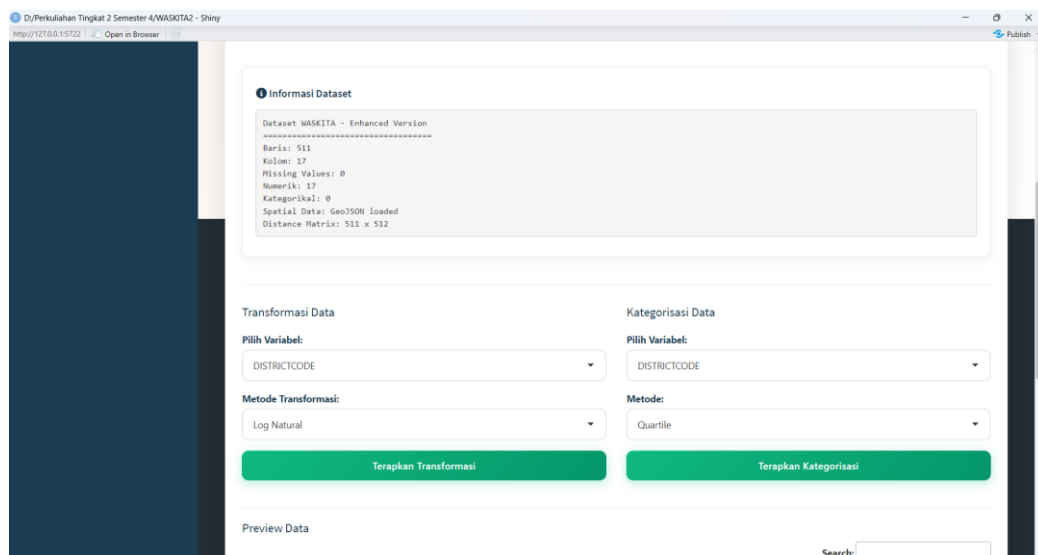 D:/Perkuliahan Tingkat 2 Semester 4/WASKITA2 - Shiny
http://127.0.0.1:5722 Open in Browser Publish
Informasi Dataset
Dataset WASKITA - Enhanced Version
===================================
Baris: 511
Kolom: 17
Missing Values: 0
Numerik: 17
Kategorikal: 0
Spatial Data: GeoJSON loaded
Distance Matrix: 511 x 512
Transformasi Data
Pilih Variabel:
DISTRICTCODE
Metode Transformasi:
Log Natural
Terapkan Transformasi
Kategorisasi Data
Pilih Variabel:
DISTRICTCODE
Metode:
Quartile
Terapkan Kategorisasi
Preview Data
Search: